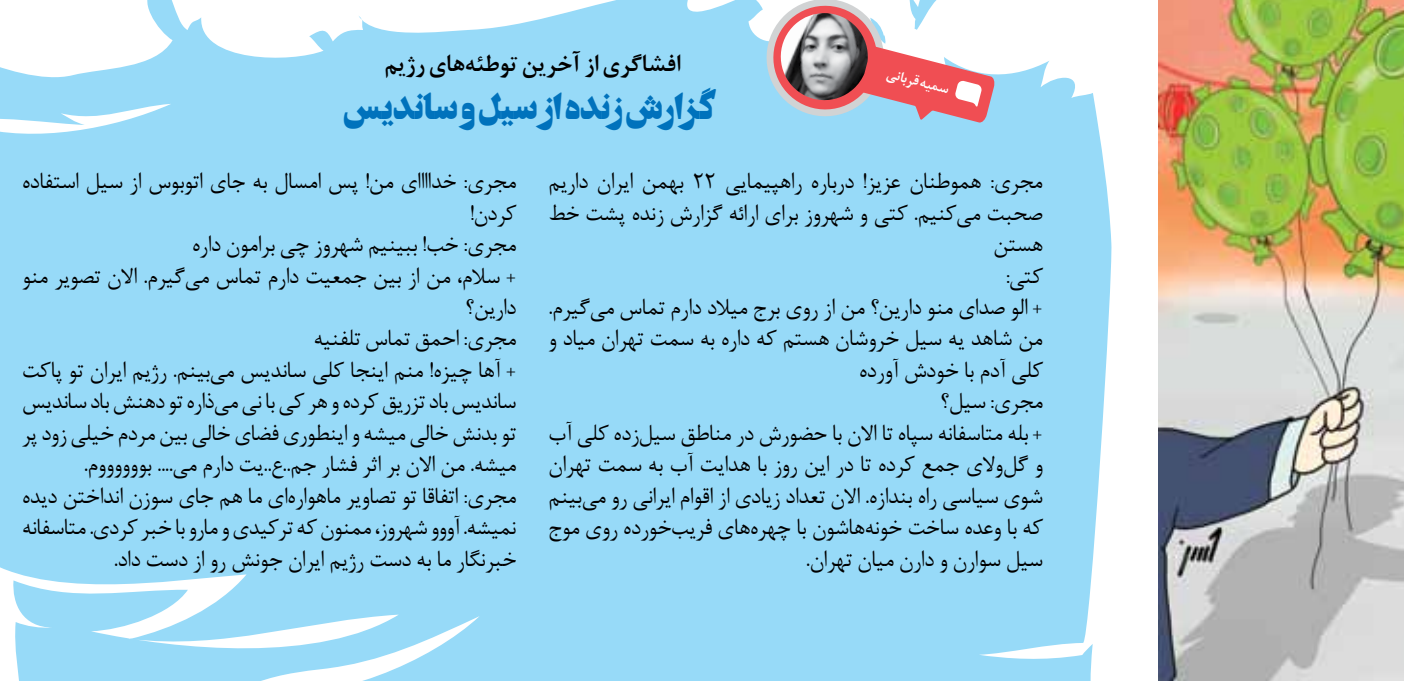 سمیه قربانی
افشاگری از آخرین توطئه‌های رژیم
گزارش زنده از سیل و ساندیس
مجری: هموطنان عزیز! درباره راهپیمایی ۲۲ بهمن ایران داریم
صحبت می‌کنیم. کتی و شهروز برای ارائه گزارش زنده پشت خط
هستن
کتی:
+ الو صدای منو دارین؟ من از روی برج میلاد دارم تماس می‌گیرم.
من شاهد یه سیل خروشان هستم که داره به سمت تهران میاد و
کلی آدم با خودش آورده
مجری: سیل؟
+ بله متاسفانه سپاه تا الان با حضورش در مناطق سیل‌زده کلی آب
و گل‌ولای جمع کرده تا در این روز با هدایت آب به سمت تهران
شوی سیاسی راه بندازه. الان تعداد زیادی از اقوام ایرانی رو می‌بینم
که با وعده ساخت خونه‌هاشون با چهره‌های فریب‌خورده روی موج
سیل سوارن و دارن میان تهران.
مجری: خداااای من! پس امسال به جای اتوبوس از سیل استفاده
کردن!
مجری: خب! ببینیم شهروز چی برامون داره
+ سلام، من از بین جمعیت دارم تماس می‌گیرم. الان تصویر منو
دارین؟
مجری: احمق تماس تلفنیه
+ آها چیزه! منم اینجا کلی ساندیس می‌بینم. رژیم ایران تو پاکت
ساندیس باد تزریق کرده و هر کی با نی می‌ذاره تو دهنش باد ساندیس
تو بدنش خالی میشه و اینطوری فضای خالی بین مردم خیلی زود پر
میشه. من الان بر اثر فشار جم..ع..یت دارم می.... بوووووووم.
مجری: اتفاقا تو تصاویر ماهواره‌ای ما هم جای سوزن انداختن دیده
نمیشه. آووو شهروز، ممنون که ترکیدی و مارو با خبر کردی. متاسفانه
خبرنگار ما به دست رژیم ایران جونش رو از دست داد.